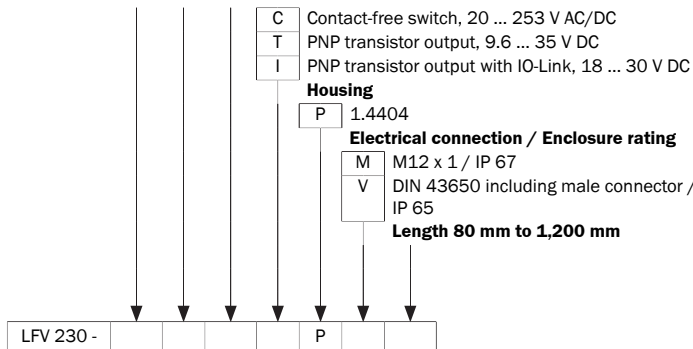 C Contact-free switch, 20 ... 253 V AC/DC
T PNP transistor output, 9.6 ... 35 V DC
I PNP transistor output with IO-Link, 18 ... 30 V DC
Housing
P 1.4404
Electrical connection / Enclosure rating
M M12 x 1 / IP 67
V DIN 43650 including male connector /
IP 65
Length 80 mm to 1,200 mm
LFV 230 - P